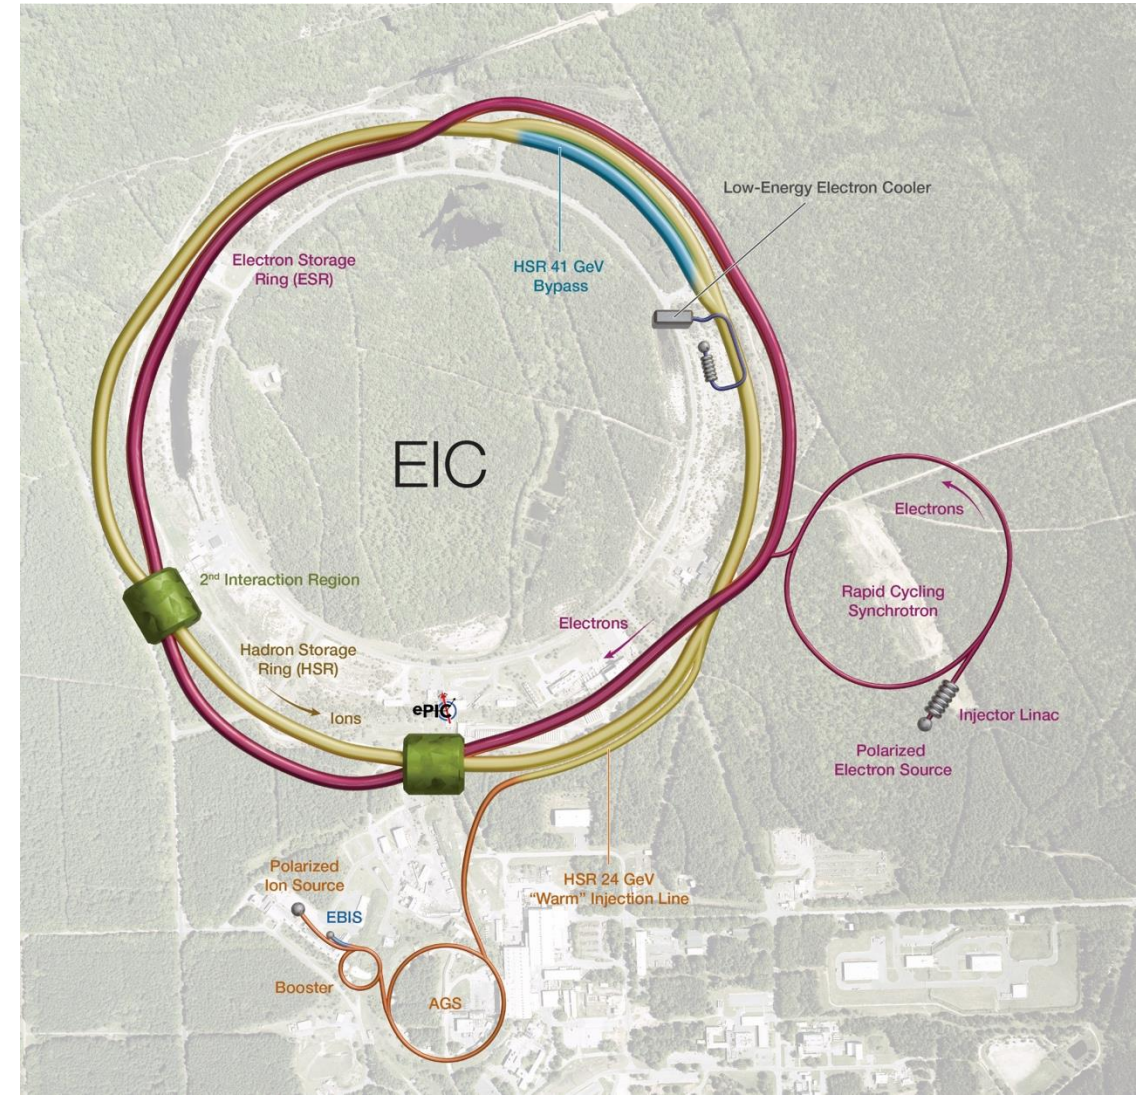 Low-Energy Electron Cooler
Electron Storage
Ring (ESR)
HSR 41 GeV
Bypass
EIC
Electrons
Rapid Cycling
Synchrotron
2nd Interaction Region
Electrons
Hadron Storage
Ring (HSR)
Ions
ePIC
Injector Linac
Polarized
Electron Source
Polarized
Ion Source
HSR 24 GeV
“Warm” Injection Line
EBIS
Booster
AGS